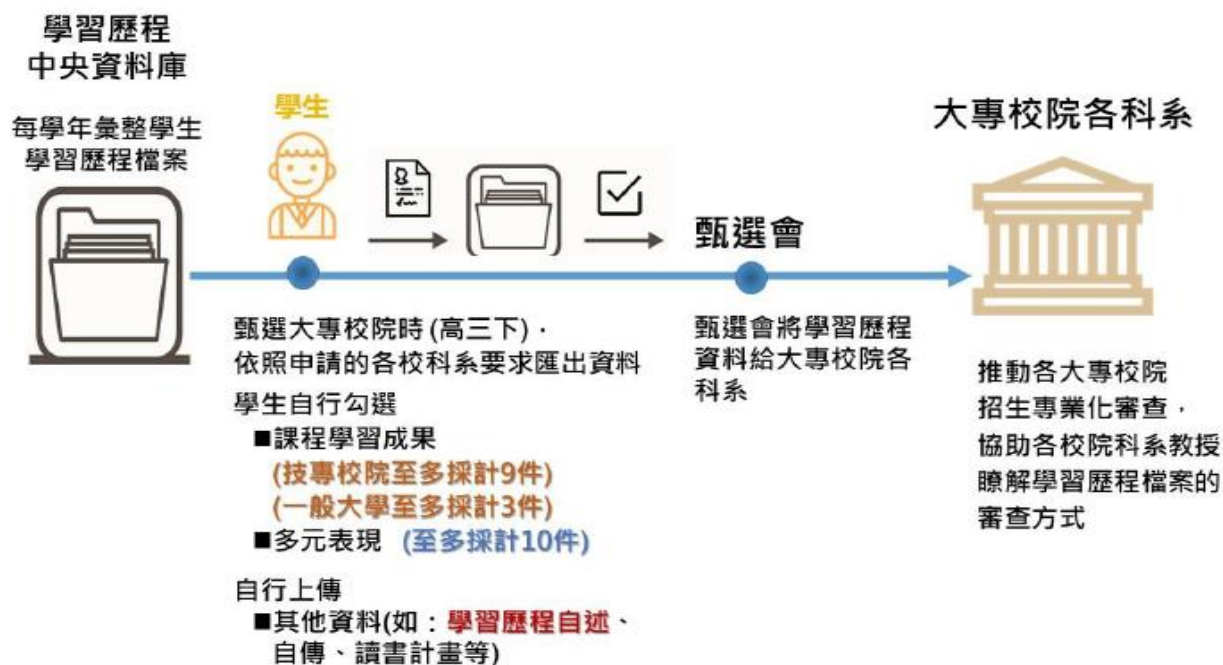 學習歷程
中央資料庫
每學年彙整學生
學習歷程檔案
學生
甄選大專校院時(高三下)，
依照申請的各校科系要求匯出資料
學生自行勾選
■課程學習成果
(技專校院至多採計9件)
(一般大學至多採計3件)
■多元表現 (至多採計10件)
自行上傳
■其他資料(如：學習歷程自述、
自傳、讀書計畫等)
甄選會
甄選會將學習歷程
資料給大專校院各
科系
大專校院各科系
推動各大專校院
招生專業化審查，
協助各校院科系教授
瞭解學習歷程檔案的
審查方式